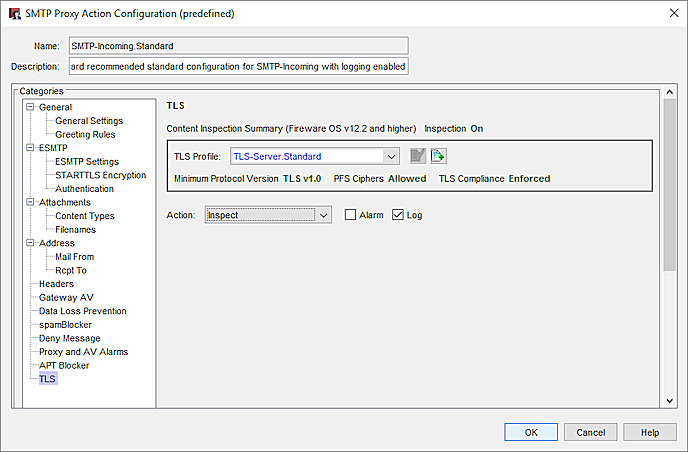 SMTP Proxy Action Configuration (predefined)
Name: SMTP-Incoming.Standard
Description: ard recommended standard configuration for SMTP-Incoming with logging enabled
Categories
General
General Settings
Greeting Rules
ESMTP
ESMTP Settings
STARTTLS Encryption
Authentication
Attachments
Content Types
Filenames
Address
Mail From
Rcpt To
Headers
Gateway AV
Data Loss Prevention
spamBlocker
Deny Message
Proxy and AV Alarms
APT Blocker
TLS
TLS
Content Inspection Summary (Fireware OS v12.2 and higher) Inspection On
TLS Profile: TLS-Server.Standard
Minimum Protocol Version TLS v1.0 PFS Ciphers Allowed TLS Compliance Enforced
Action: Inspect Alarm Log
OK Cancel Help